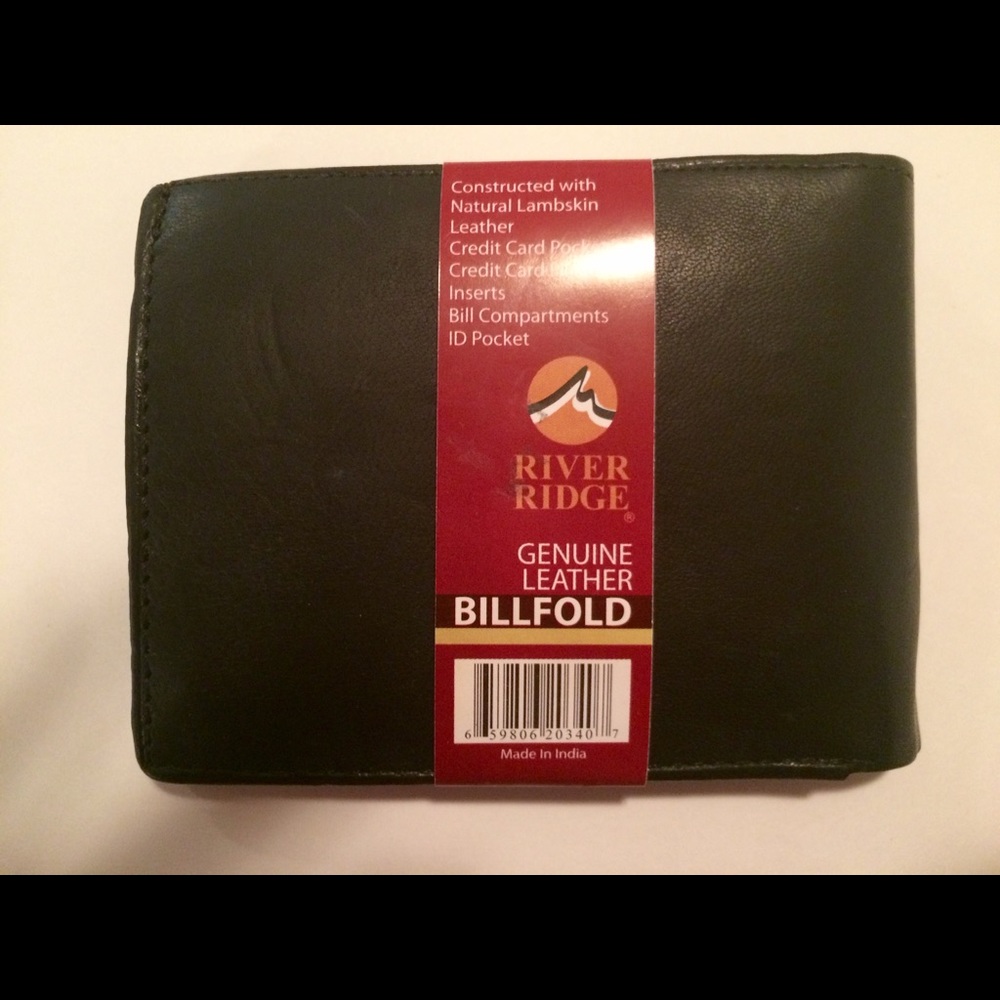 Constructed with
Natural Lambskin
Leather
Credit Card
Credit Card
Inserts
Bill Compartments
ID Pocket
RIVER
RIDGE®
GENUINE
LEATHER
BILLFOLD
6 59806 20340 7
Made In India